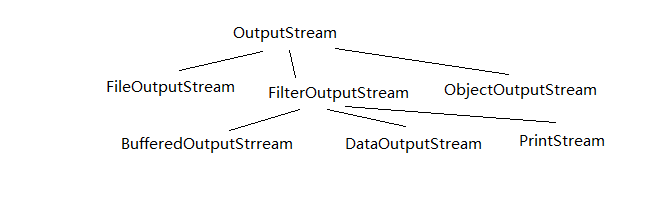 OutputStream
FileOutputStream
FilterOutputStream
ObjectOutputStream
BufferedOutputStrream
DataOutputStream
PrintStream